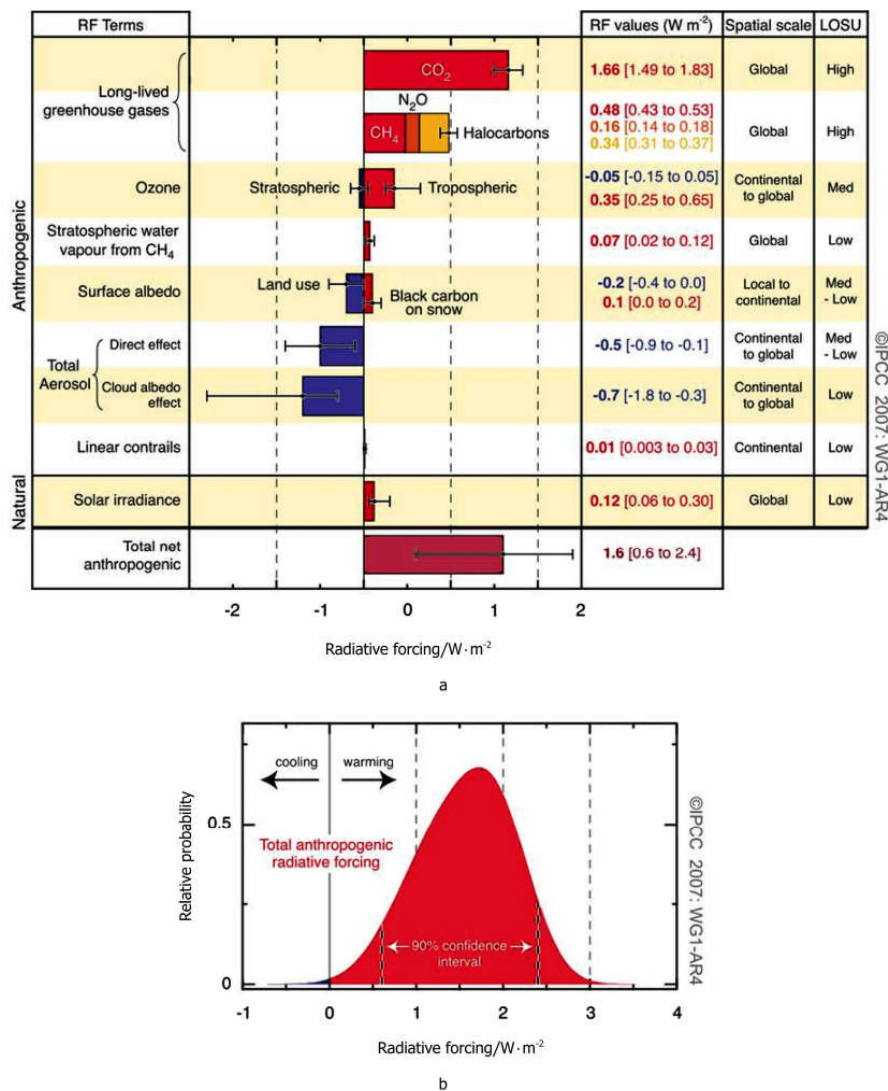 RF Terms
RF values (W m-2)
Spatial scale
LOSU
Anthropogenic
Long-lived
greenhouse gases
CO2
1.66 [1.49 to 1.83]
Global
High
N2O
CH4
Halocarbons
0.48 [0.43 to 0.53]
0.16 [0.14 to 0.18]
0.34 [0.31 to 0.37]
Global
High
Ozone
Stratospheric
Tropospheric
-0.05 [-0.15 to 0.05]
0.35 [0.25 to 0.65]
Continental
to global
Med
Stratospheric water
vapour from CH4
0.07 [0.02 to 0.12]
Global
Low
Surface albedo
Land use
Black carbon
on snow
-0.2 [-0.4 to 0.0]
0.1 [0.0 to 0.2]
Local to
continental
Med
- Low
Total
Aerosol
Direct effect
-0.5 [-0.9 to -0.1]
Continental
to global
Med
- Low
Cloud albedo
effect
-0.7 [-1.8 to -0.3]
Continental
to global
Low
Linear contrails
0.01 [0.003 to 0.03]
Continental
Low
Natural
Solar irradiance
0.12 [0.06 to 0.30]
Global
Low
Total net
anthropogenic
1.6 [0.6 to 2.4]
©IPCC 2007: WG1-AR4
-2 -1 0 1 2
Radiative forcing/W·m-2
a
cooling
warming
0.5
Total anthropogenic
radiative forcing
Relative probability
90% confidence
interval
0
©IPCC 2007: WG1-AR4
-1 0 1 2 3 4
Radiative forcing/W·m-2
b